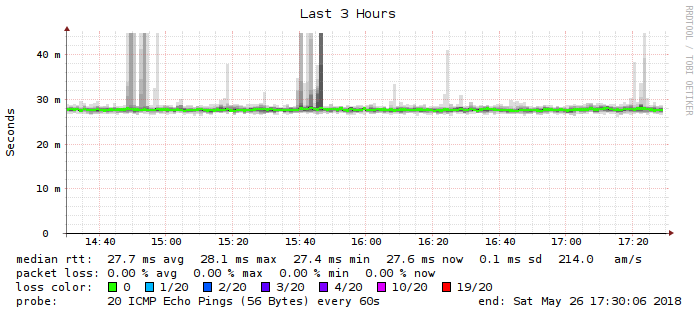 Last 3 Hours
RRDTOOL / TOBI OETIKER
Seconds
40 m
30 m
20 m
10 m
0
14:40 15:00 15:20 15:40 16:00 16:20 16:40 17:00 17:20
median rtt: 27.7 ms avg 28.1 ms max 27.4 ms min 27.6 ms now 0.1 ms sd 214.0 am/s
packet loss: 0.00 % avg 0.00 % max 0.00 % min 0.00 % now
loss color: 0 1/20 2/20 3/20 4/20 10/20 19/20
probe: 20 ICMP Echo Pings (56 Bytes) every 60s end: Sat May 26 17:30:06 2018